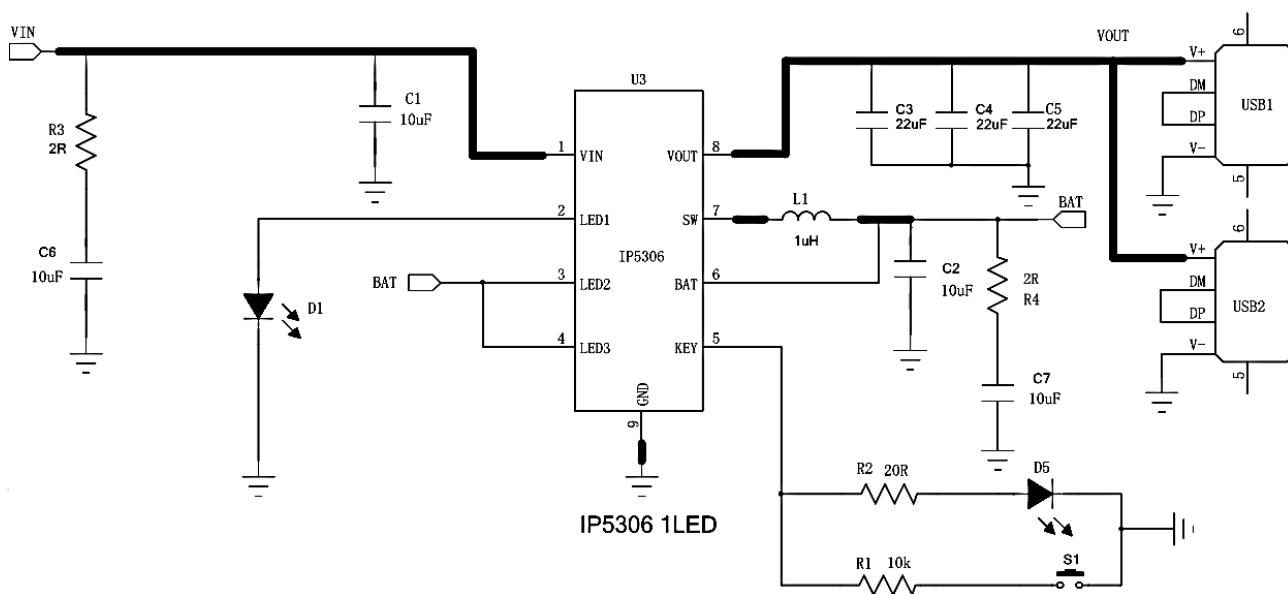 VIN
R3
2R
C6
10uF
C1
10uF
D1
BAT
U3
1
VIN
2
LED1
3
LED2
4
LED3
IP5306
VOUT
8
SW
7
BAT
6
KEY
5
GND
9
L1
1uH
C2
10uF
2R
R4
C7
10uF
BAT
C3
22uF
C4
22uF
C5
22uF
VOUT
6
V+
DM
DP
V-
USB1
5
6
V+
DM
DP
V-
USB2
5
R2 20R
D5
R1 10k
S1
IP5306 1LED